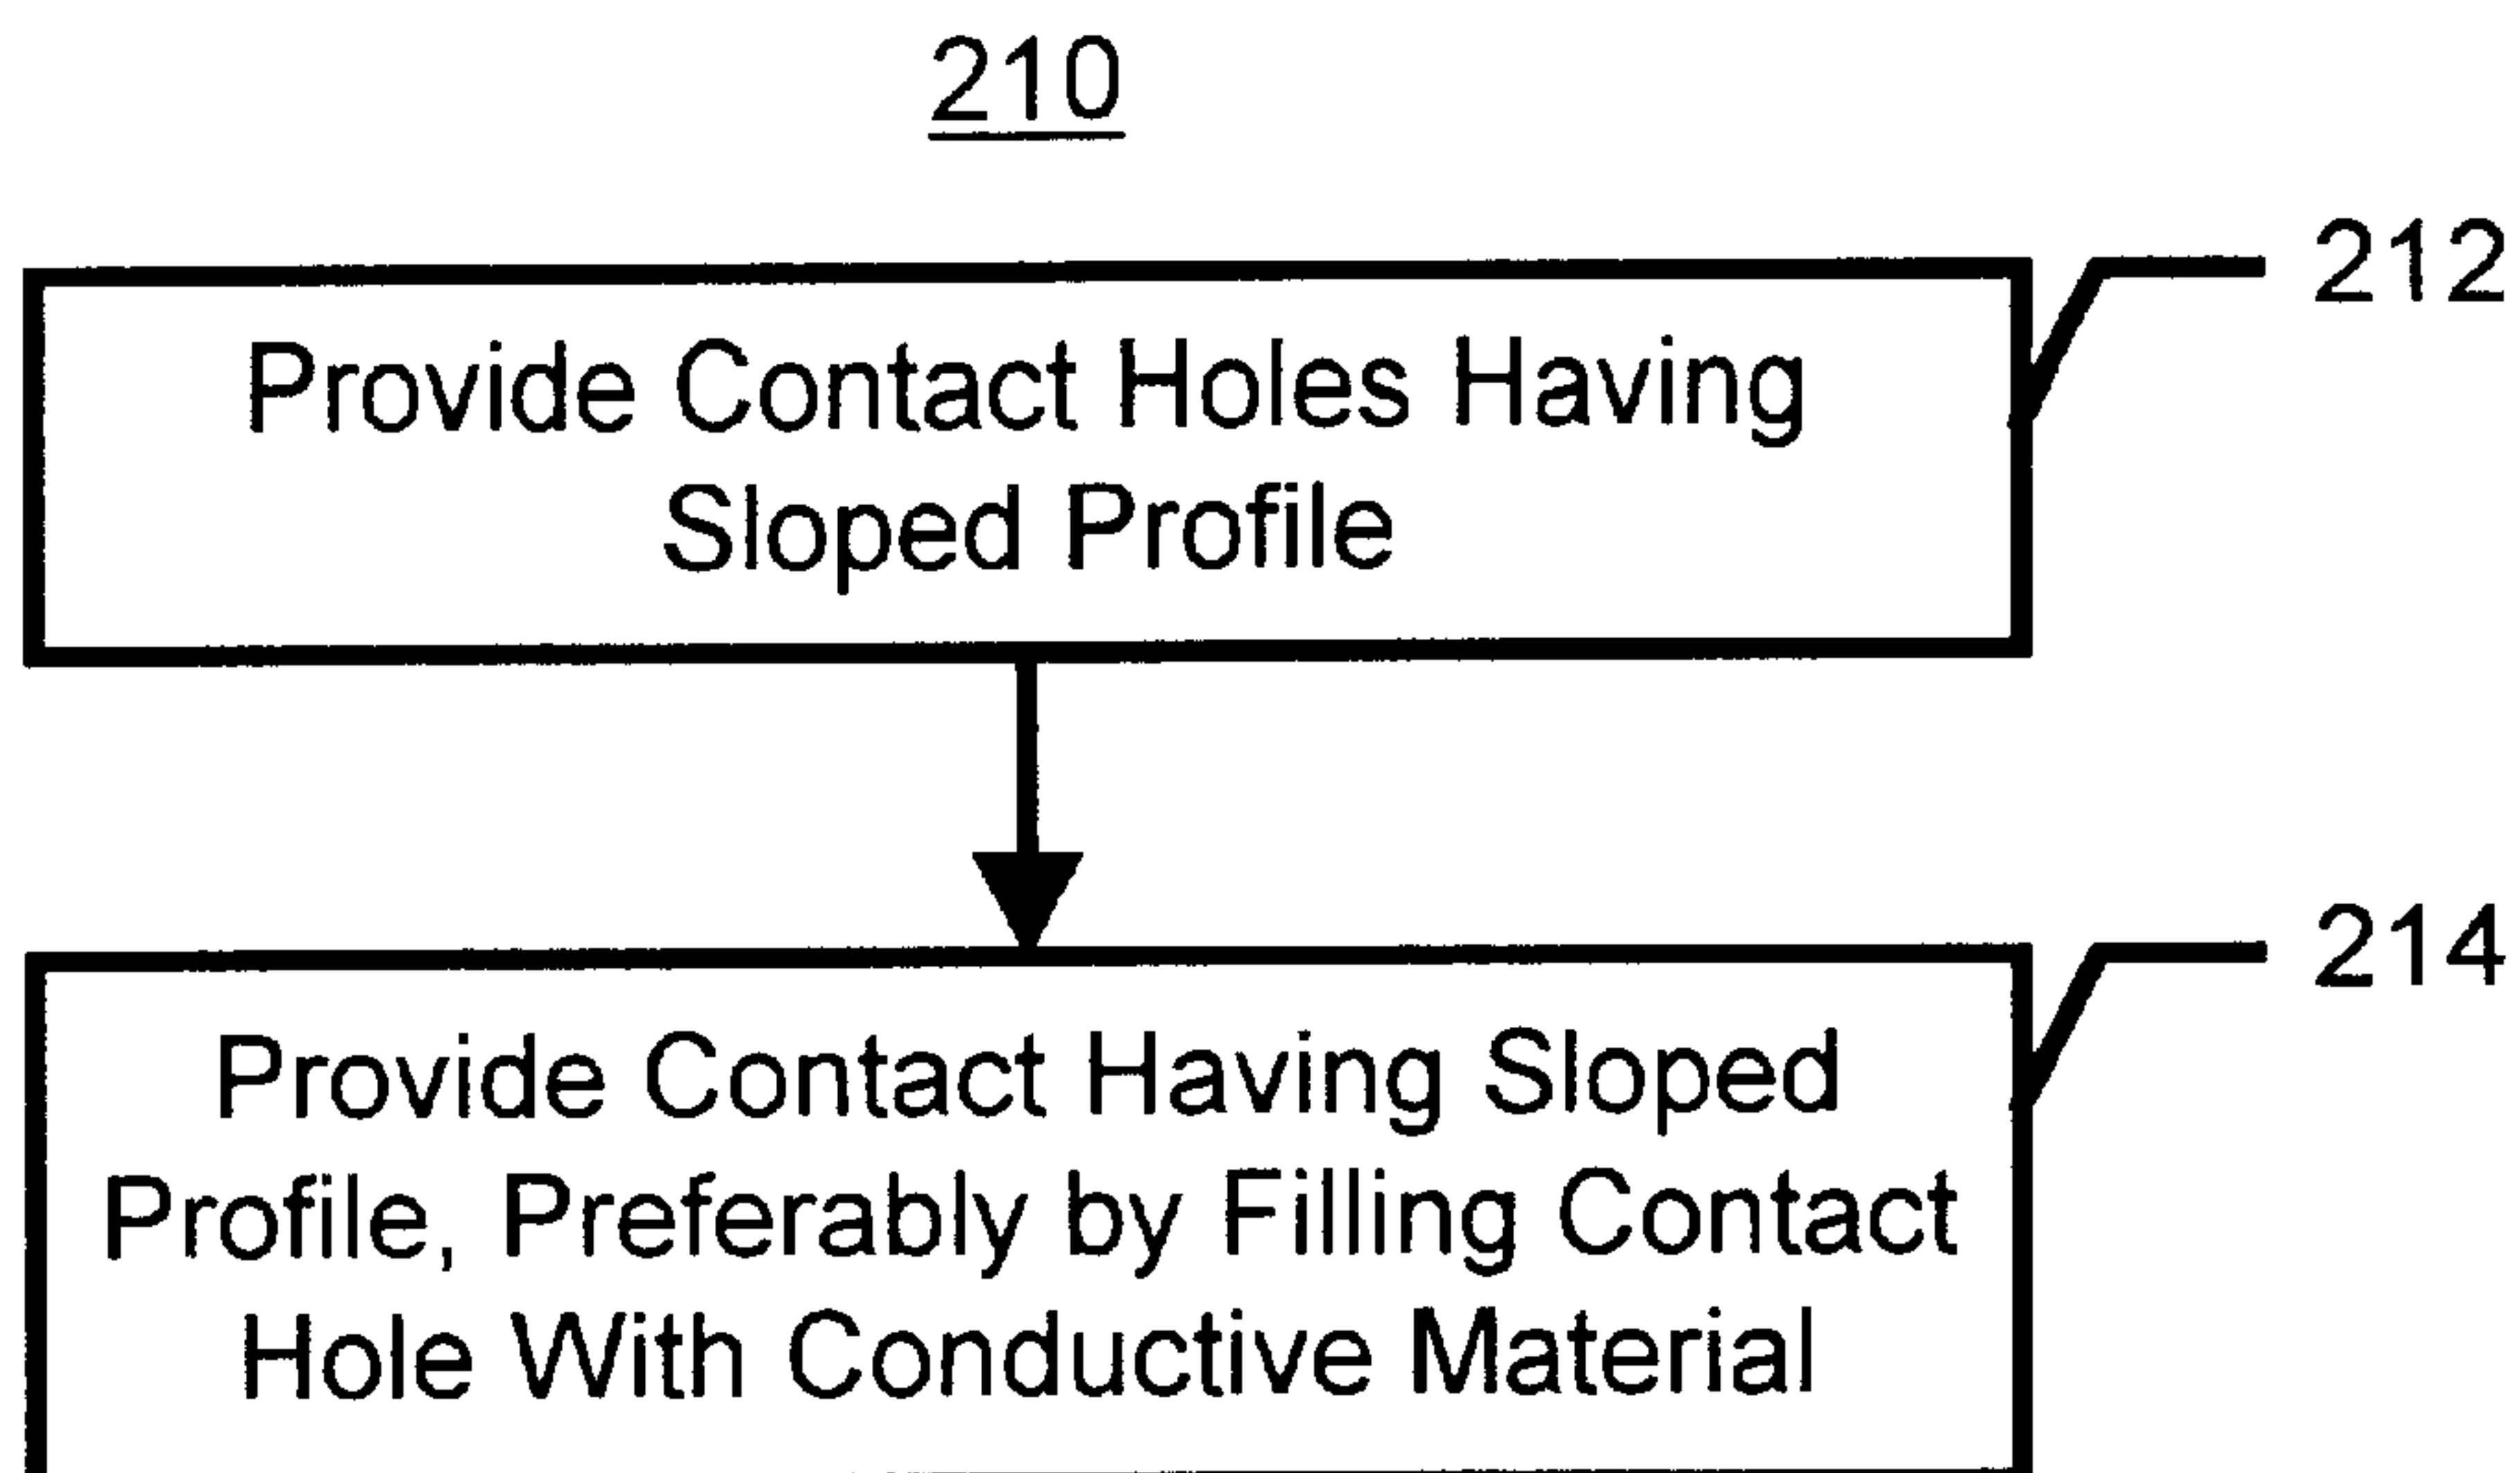 210
212
Provide Contact Holes Having
Sloped Profile
214
Provide Contact Having Sloped
Profile, Preferably by Filling Contact
Hole With Conductive Material